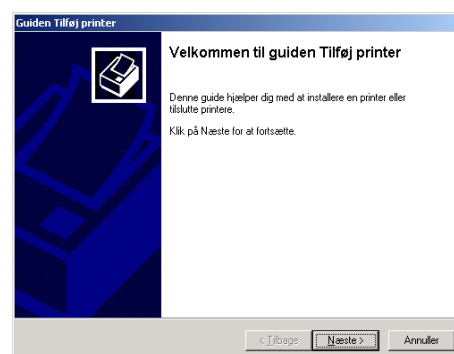 Guiden Tilføj printer
Velkommen til guiden Tilføj printer
Denne guide hjælper dig med at installere en printer eller
tilslutte printere.
Klik på Næste for at fortsætte.
< Tilbage
Næste >
Annuller